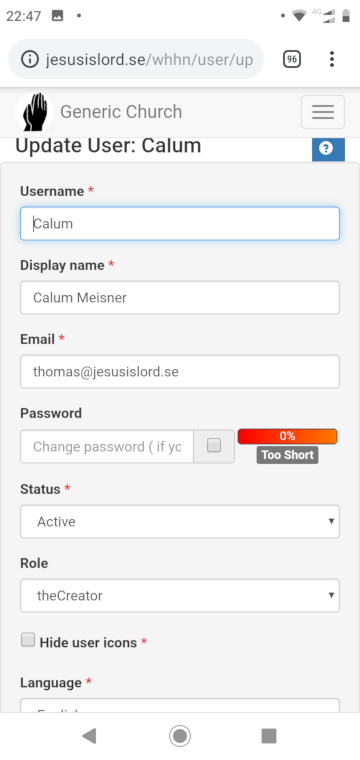 22:47
4G
jesusislord.se/whhn/user/up
96
Generic Church
Update User: Calum
?
Username *
Calum
Display name *
Calum Meisner
Email *
thomas@jesusislord.se
Password
Change password ( if yo
0%
Too Short
Status *
Active
Role
theCreator
Hide user icons *
Language *